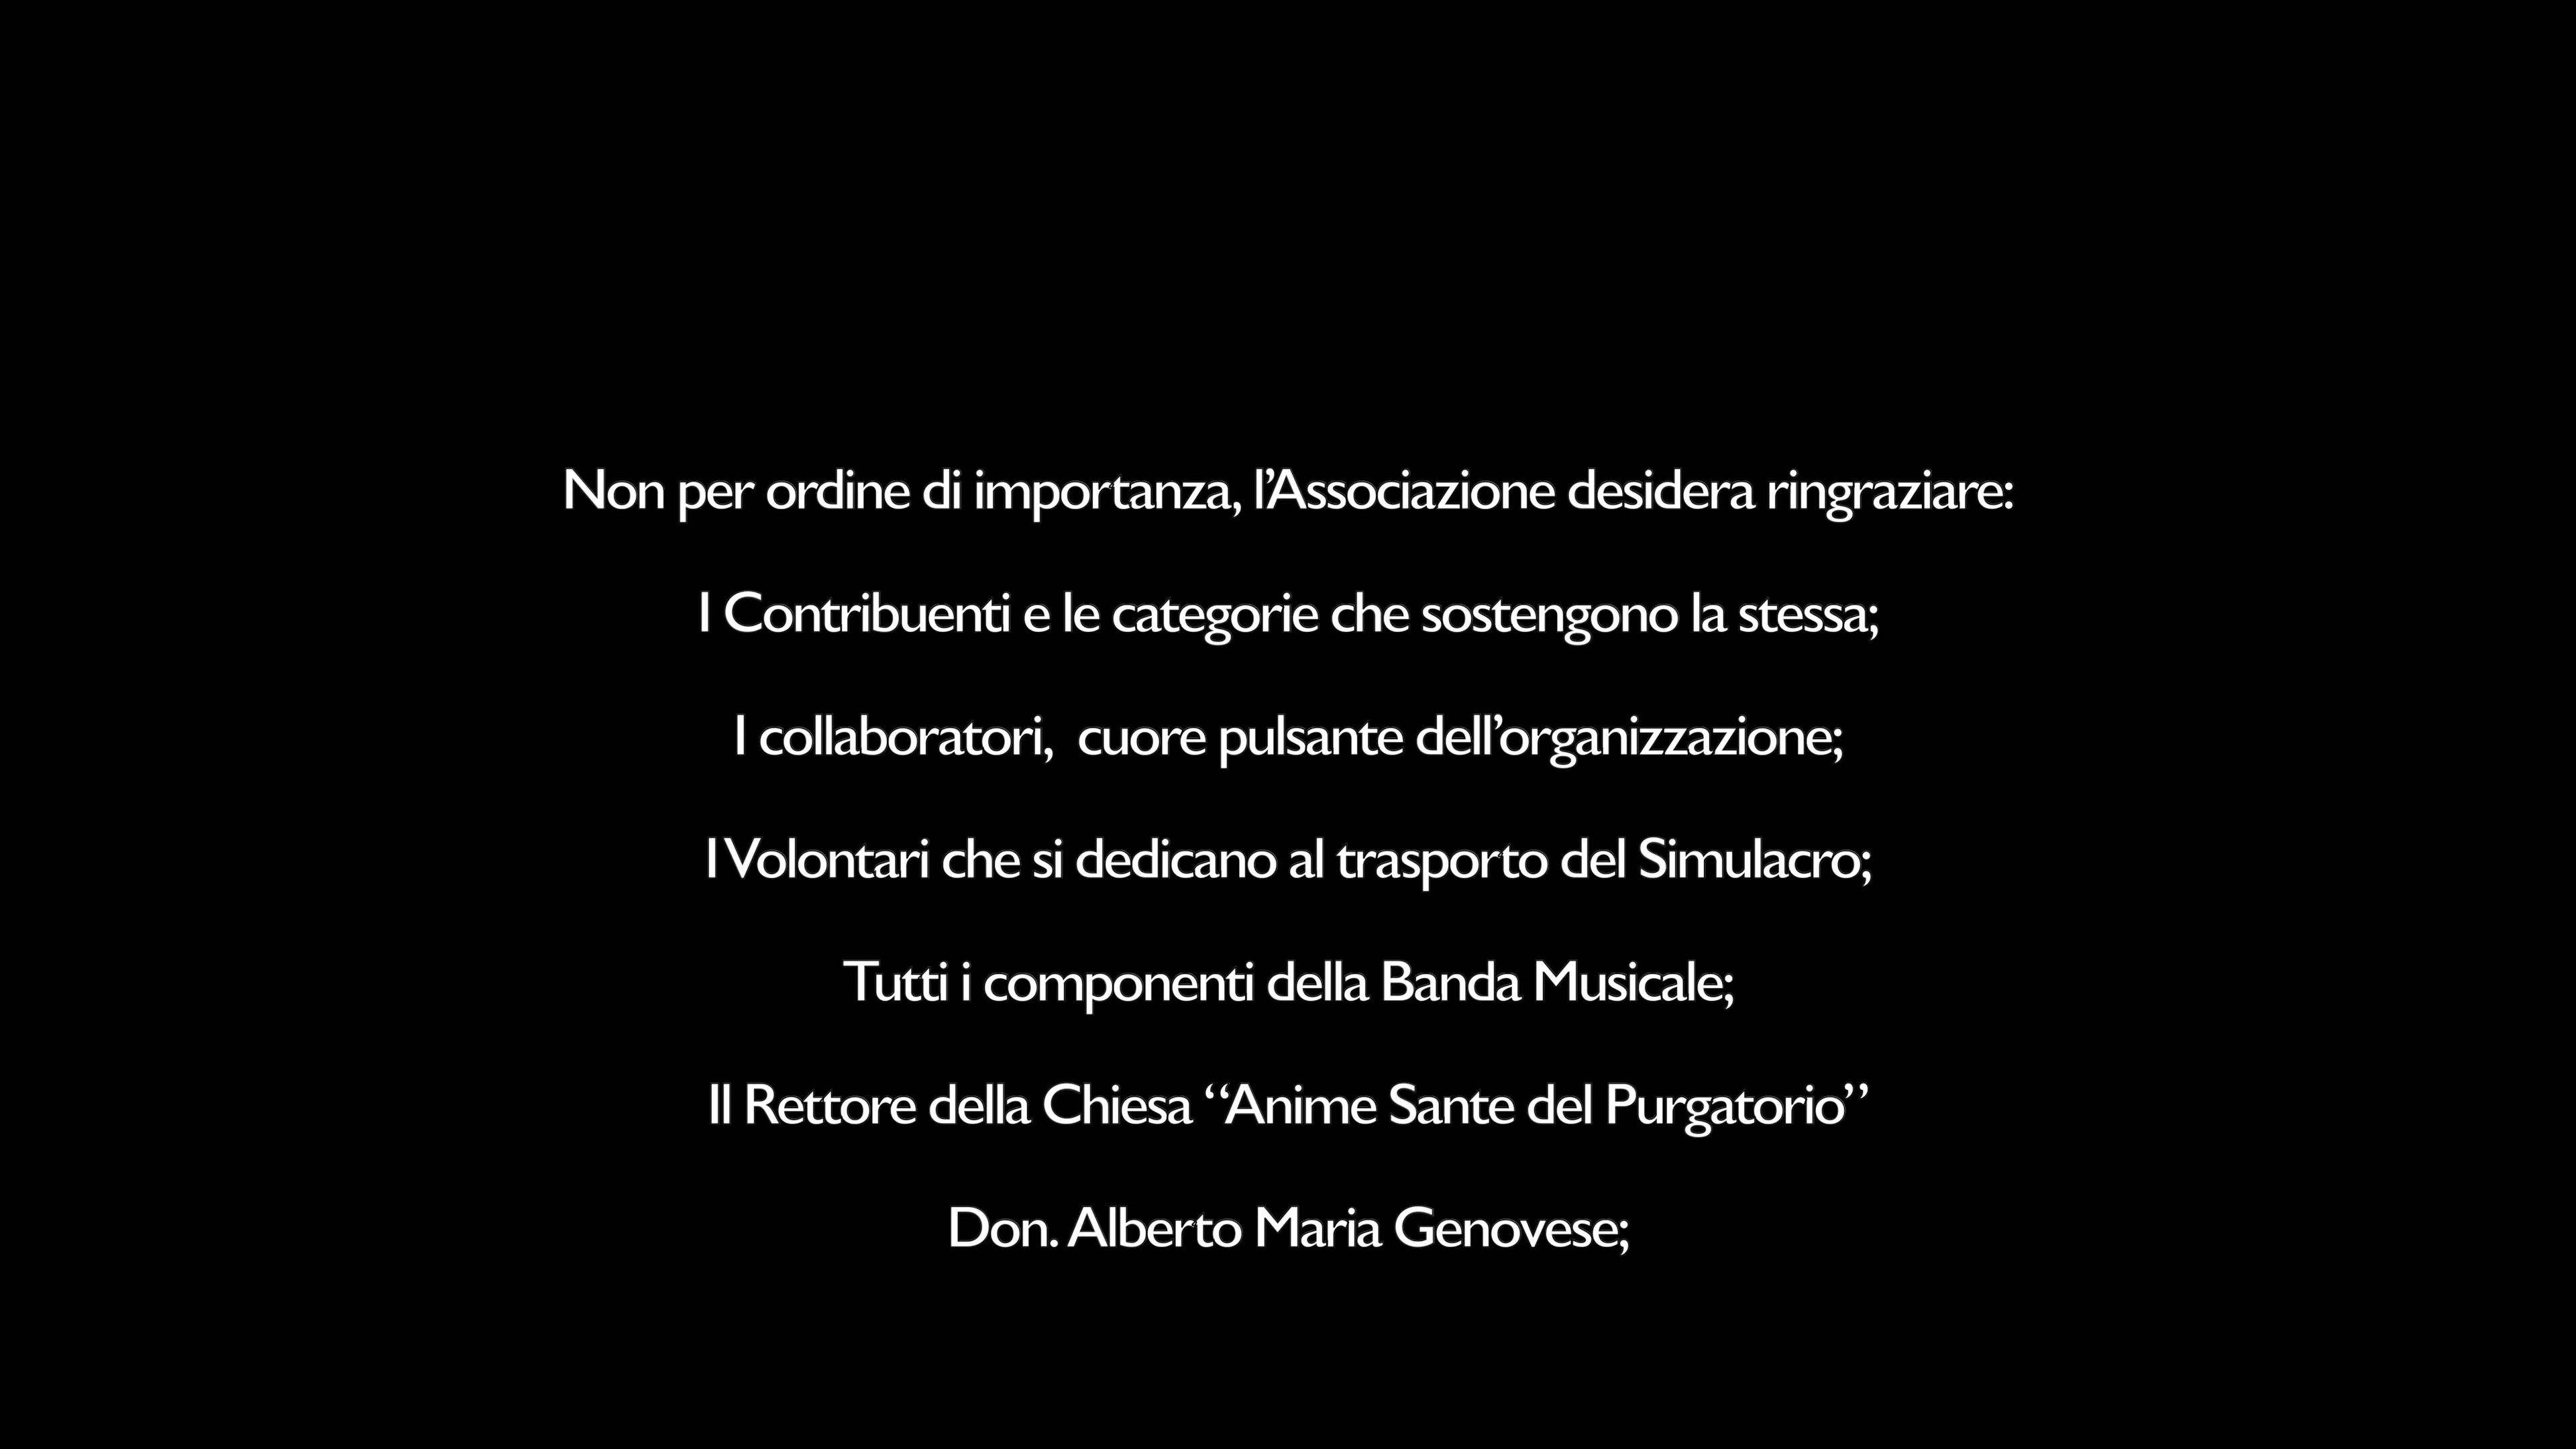 Non per ordine di importanza, l’Associazione desidera ringraziare:
I Contribuenti e le categorie che sostengono la stessa;
I collaboratori,  cuore pulsante dell’organizzazione;
I Volontari che si dedicano al trasporto del Simulacro;
Tutti i componenti della Banda Musicale;
Il Rettore della Chiesa “Anime Sante del Purgatorio”
Don. Alberto Maria Genovese;